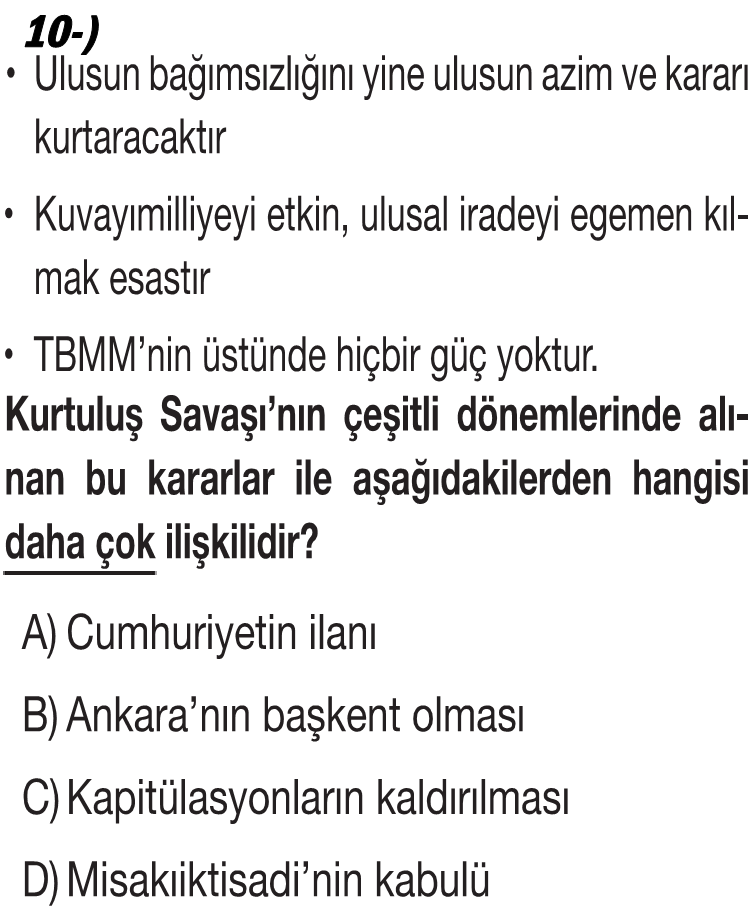 10-)
• Ulusun bağımsızlığını yine ulusun azim ve kararı
kurtaracaktır
• Kuvayımilliyeyi etkin, ulusal iradeyi egemen kıl-
mak esastır
• TBMM’nin üstünde hiçbir güç yoktur.
Kurtuluş Savaşı’nın çeşitli dönemlerinde alı-
nan bu kararlar ile aşağıdakilerden hangisi
daha çok ilişkilidir?
A) Cumhuriyetin ilanı
B) Ankara’nın başkent olması
C) Kapitülasyonların kaldırılması
D) Misakıiktisadi’nin kabulü